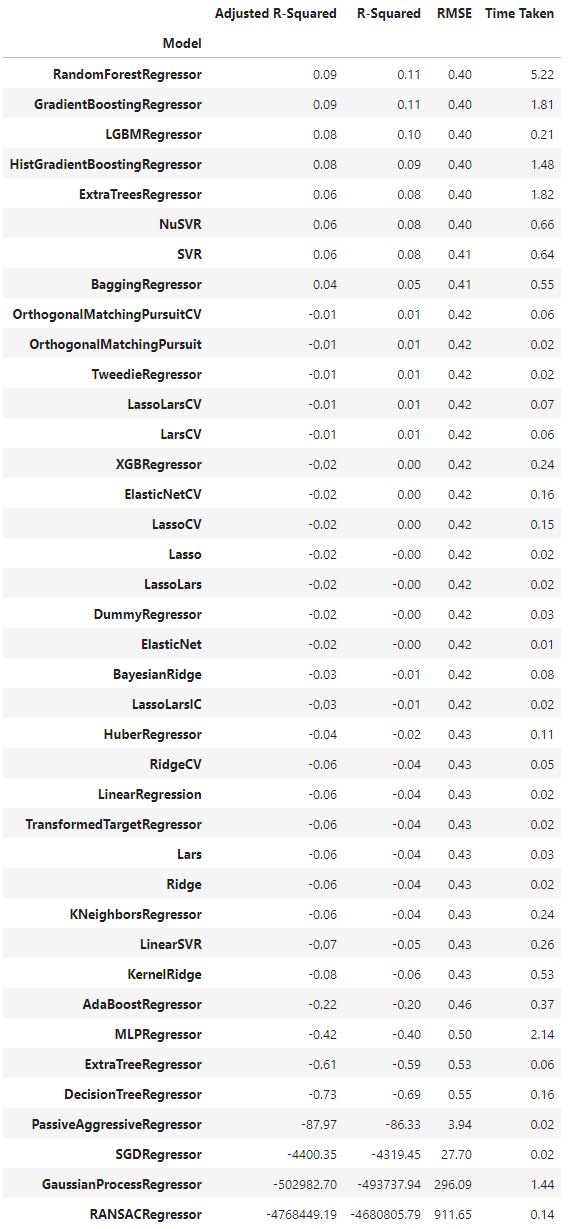 Adjusted R-Squared R-Squared RMSE Time Taken
Model
RandomForestRegressor 0.09 0.11 0.40 5.22
GradientBoostingRegressor 0.09 0.11 0.40 1.81
LGBMRegressor 0.08 0.10 0.40 0.21
HistGradientBoostingRegressor 0.08 0.09 0.40 1.48
ExtraTreesRegressor 0.06 0.08 0.40 1.82
NuSVR 0.06 0.08 0.40 0.66
SVR 0.06 0.08 0.41 0.64
BaggingRegressor 0.04 0.05 0.41 0.55
OrthogonalMatchingPursuitCV -0.01 0.01 0.42 0.06
OrthogonalMatchingPursuit -0.01 0.01 0.42 0.02
TweedieRegressor -0.01 0.01 0.42 0.02
LassoLarsCV -0.01 0.01 0.42 0.07
LarsCV -0.01 0.01 0.42 0.06
XGBRegressor -0.02 0.00 0.42 0.24
ElasticNetCV -0.02 0.00 0.42 0.16
LassoCV -0.02 0.00 0.42 0.15
Lasso -0.02 -0.00 0.42 0.02
LassoLars -0.02 -0.00 0.42 0.02
DummyRegressor -0.02 -0.00 0.42 0.03
ElasticNet -0.02 -0.00 0.42 0.01
BayesianRidge -0.03 -0.01 0.42 0.08
LassoLarsIC -0.03 -0.01 0.42 0.02
HuberRegressor -0.04 -0.02 0.43 0.11
RidgeCV -0.06 -0.04 0.43 0.05
LinearRegression -0.06 -0.04 0.43 0.02
TransformedTargetRegressor -0.06 -0.04 0.43 0.02
Lars -0.06 -0.04 0.43 0.03
Ridge -0.06 -0.04 0.43 0.02
KNeighborsRegressor -0.06 -0.04 0.43 0.24
LinearSVR -0.07 -0.05 0.43 0.26
KernelRidge -0.08 -0.06 0.43 0.53
AdaBoostRegressor -0.22 -0.20 0.46 0.37
MLPRegressor -0.42 -0.40 0.50 2.14
ExtraTreeRegressor -0.61 -0.59 0.53 0.06
DecisionTreeRegressor -0.73 -0.69 0.55 0.16
PassiveAggressiveRegressor -87.97 -86.33 3.94 0.02
SGDRegressor -4400.35 -4319.45 27.70 0.02
GaussianProcessRegressor -502982.70 -493737.94 296.09 1.44
RANSACRegressor -4768449.19 -4680805.79 911.65 0.14